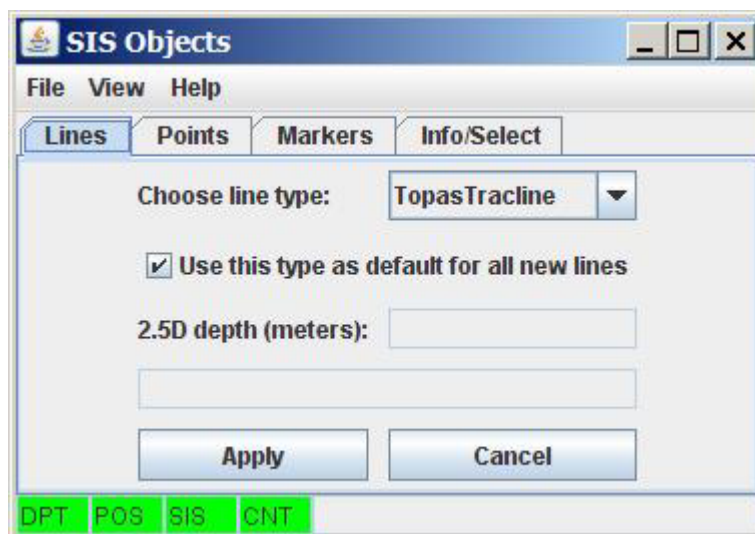 SIS Objects
File View Help
Lines Points Markers Info/Select
Choose line type: TopasTracline
Use this type as default for all new lines
2.5D depth (meters):
Apply Cancel
DPT POS SIS CNT